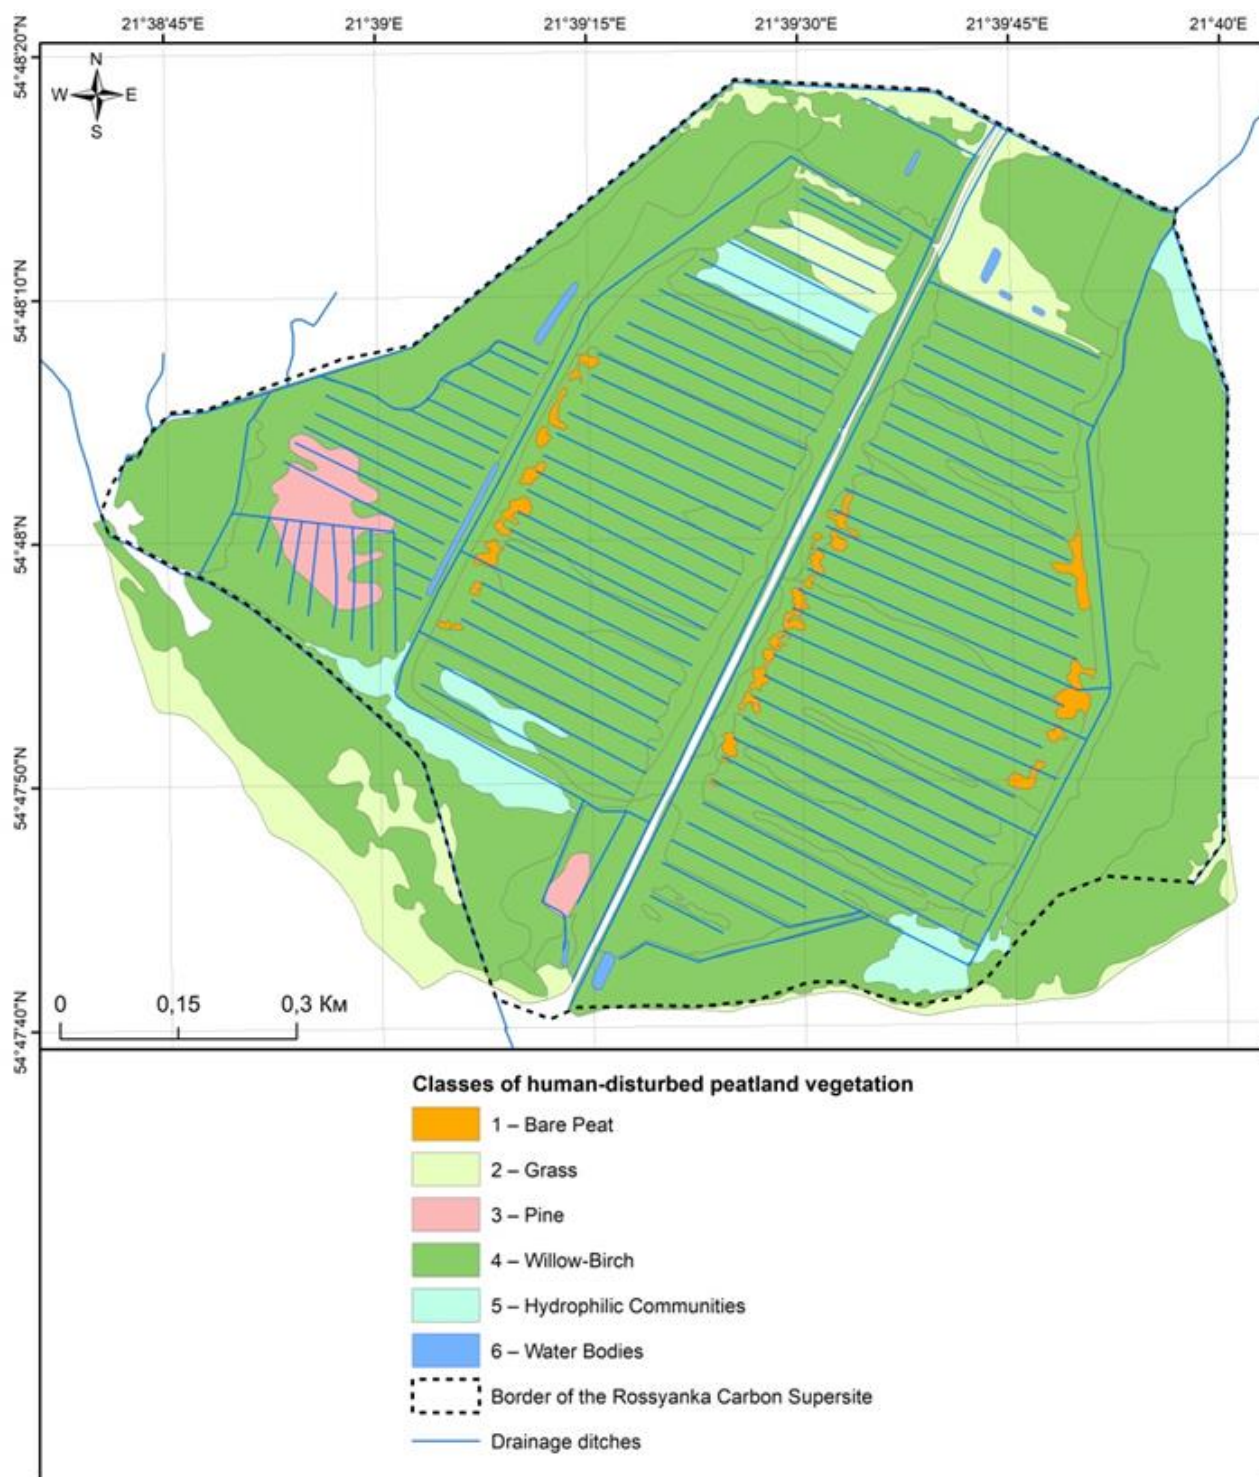 21°38'45"E 21°39'E 21°39'15"E 21°39'30"E 21°39'45"E 21°40'E
54°48'20"N
N
W E
S
54°48'10"N
54°48'N
54°47'50"N
0 0,15 0,3 Км
54°47'40"N
Classes of human-disturbed peatland vegetation
1 – Bare Peat
2 – Grass
3 – Pine
4 – Willow-Birch
5 – Hydrophilic Communities
6 – Water Bodies
Border of the Rossyanka Carbon Supersite
Drainage ditches